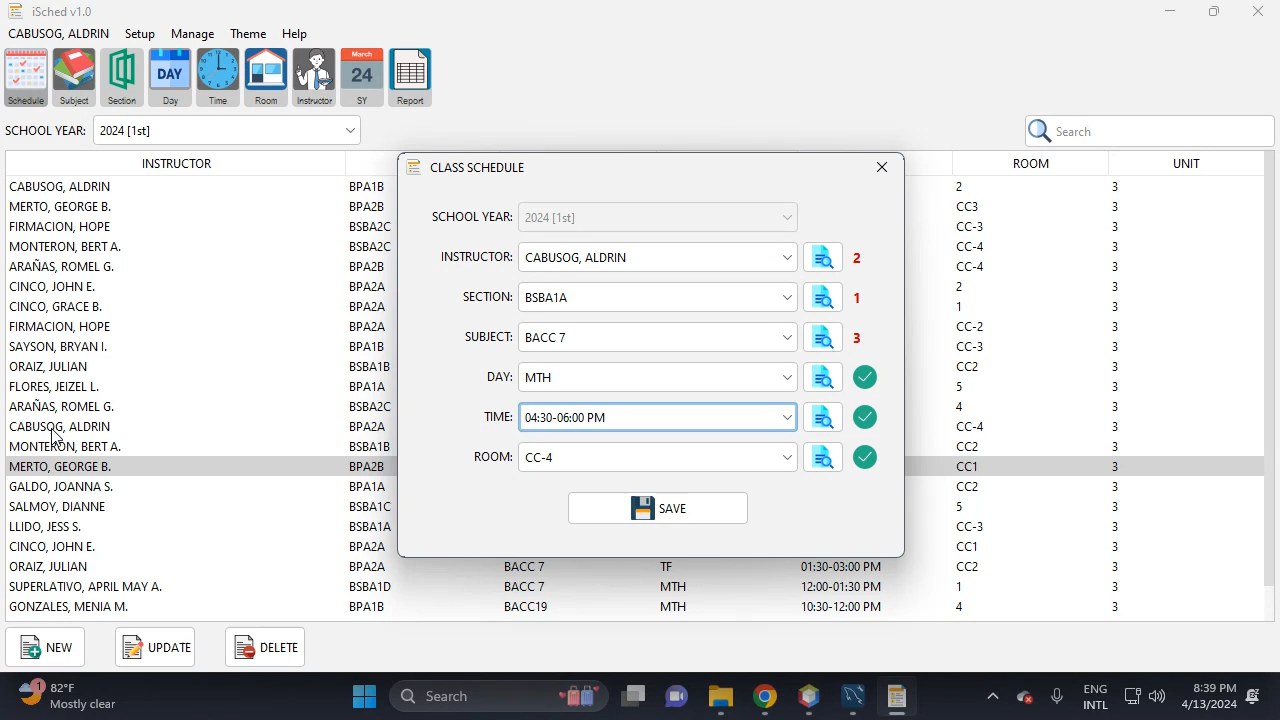 iSched v1.0
CABUSOG, ALDRIN Setup Manage Theme Help
DAY March 24
Schedule Subject Section Day Time Room Instructor SY Report
SCHOOL YEAR: 2024 [1st] Search
INSTRUCTOR ROOM UNIT
CABUSOG, ALDRIN BPA1B 2 3
MERTO, GEORGE B. BPA2B CC3 3
FIRMACION, HOPE BSBA2C CC-3 3
MONTERON, BERT A. BSBA2C CC-4 3
ARAÑAS, ROMEL G. BPA2B CC-4 3
CINCO, JOHN E. BPA2A 2 3
CINCO, GRACE B. BPA2A 1 3
FIRMACION, HOPE BPA2A CC-2 3
SAYSON, BRYAN I. BPA1B CC-3 3
ORAIZ, JULIAN BSBA1B CC2 3
FLORES, JEIZEL L. BPA1A 5 3
ARAÑAS, ROMEL G. BSBA2C 4 3
CABUSOG, ALDRIN BPA2A CC-4 3
MONTERON, BERT A. BSBA1B CC2 3
MERTO, GEORGE B. BPA2B CC1 3
GALDO, JOANNA S. BPA1A CC2 3
SALMOY, DIANNE BSBA1C 5 3
LLIDO, JESS S. BSBA1A CC-3 3
CINCO, JOHN E. BPA2A CC1 3
ORAIZ, JULIAN BPA2A BACC 7 TF 01:30-03:00 PM CC2 3
SUPERLATIVO, APRIL MAY A. BSBA1D BACC 7 MTH 12:00-01:30 PM 1 3
GONZALES, MENIA M. BPA1B BACC19 MTH 10:30-12:00 PM 4 3
CLASS SCHEDULE
SCHOOL YEAR: 2024 [1st]
INSTRUCTOR: CABUSOG, ALDRIN 2
SECTION: BSBA1A 1
SUBJECT: BACC 7 3
DAY: MTH
TIME: 04:30-06:00 PM
ROOM: CC-4
SAVE
NEW UPDATE DELETE
1 82°F
Mostly clear
Search
ENG
INTL
8:39 PM
4/13/2024